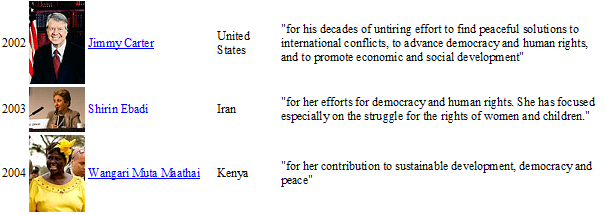 2002 Jimmy Carter United States "for his decades of untiring effort to find peaceful solutions to
international conflicts, to advance democracy and human rights,
and to promote economic and social development"
2003 Shirin Ebadi Iran "for her efforts for democracy and human rights. She has focused
especially on the struggle for the rights of women and children."
2004 Wangari Muta Maathai Kenya "for her contribution to sustainable development, democracy and
peace"